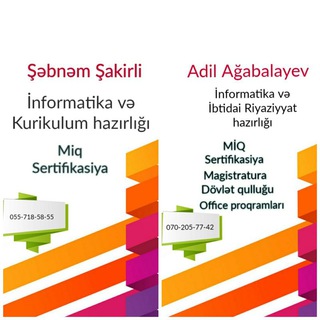 Şəbnəm Şakirli
İnformatika və
Kurikulum hazırlığı
Miq
Sertifikasiya
055-718-58-55
Adil Ağabalayev
İnformatika və
İbtidai Riyaziyyat
hazırlığı
MİQ
Sertifikasiya
Magistratura
Dövlət qulluğu
Office proqramları
070-205-77-42